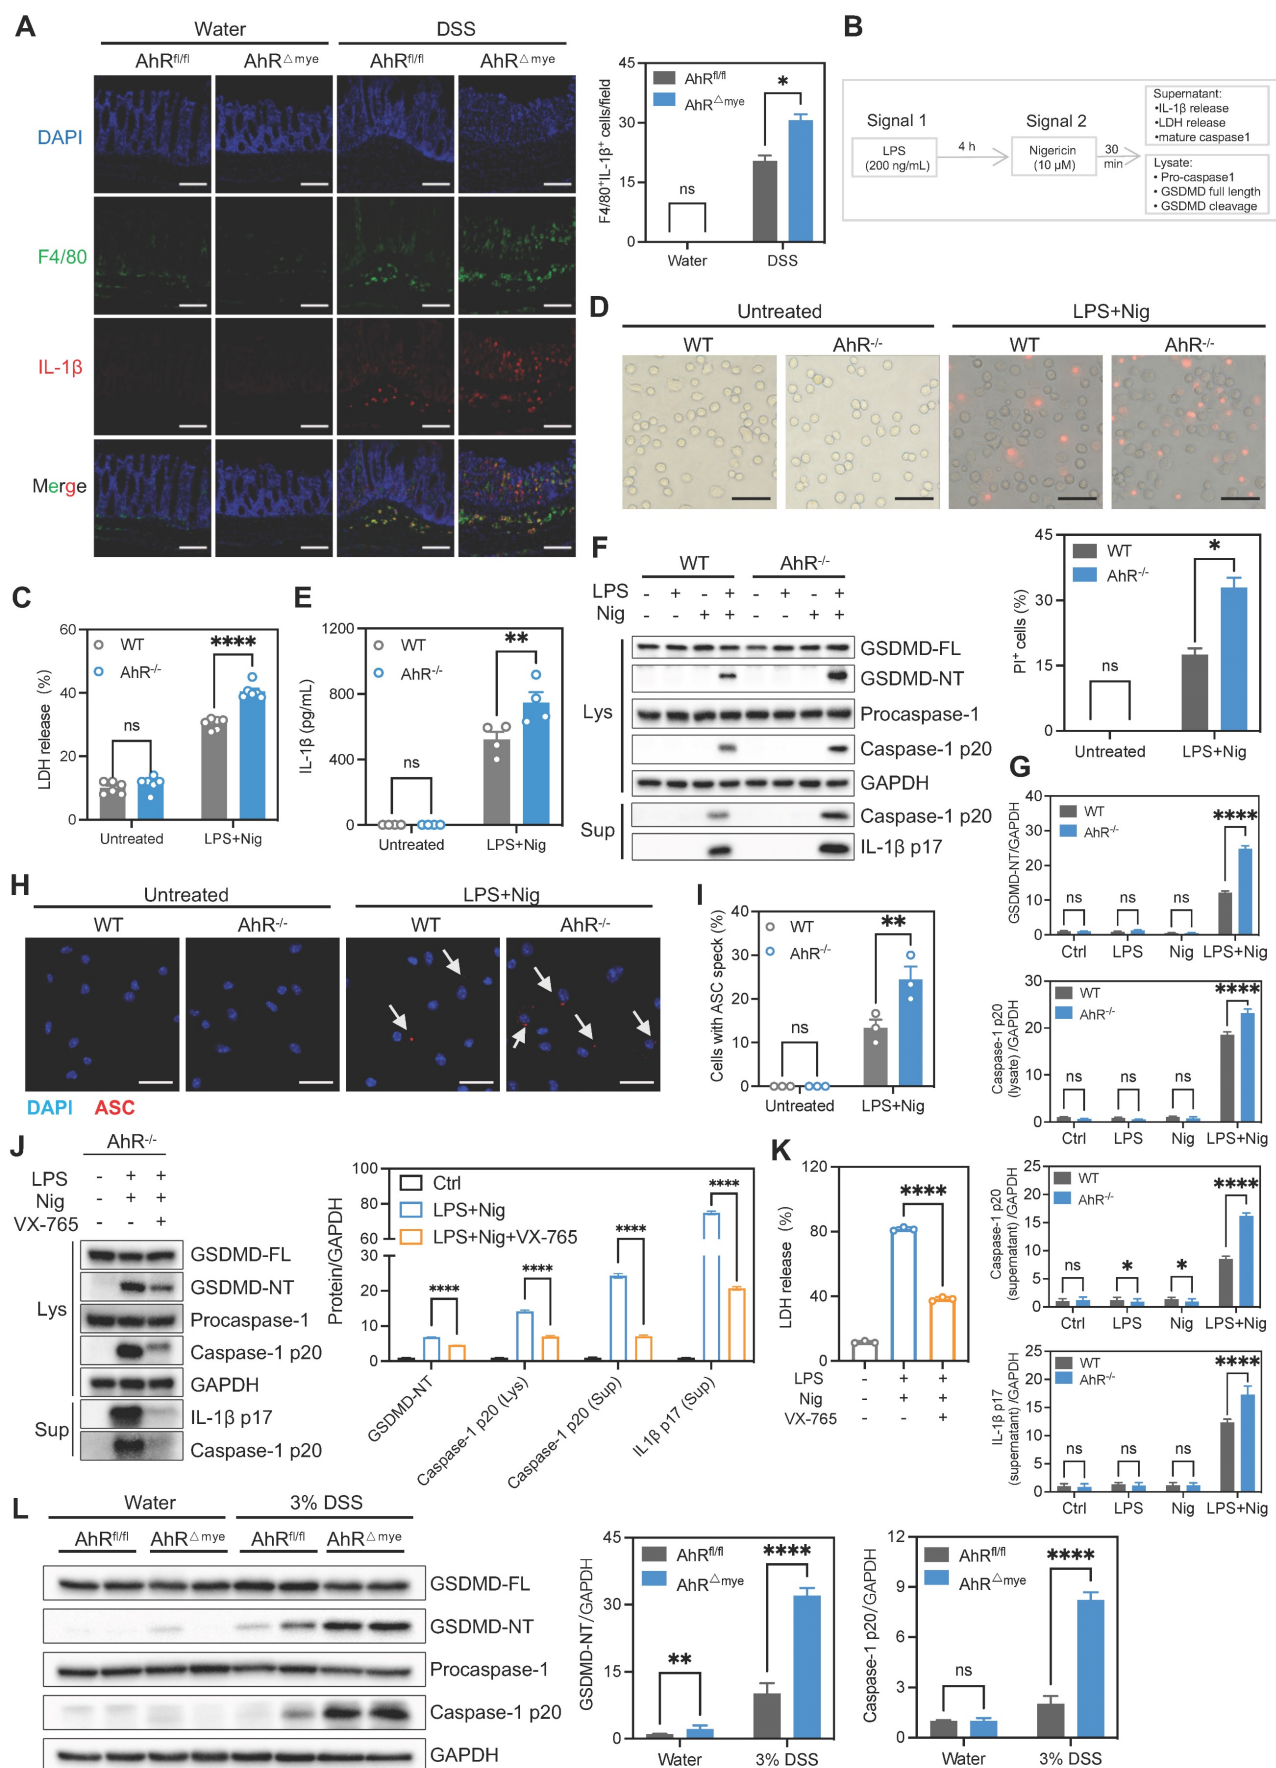 A
Water
DSS
AhRfl/fl
AhR△mye
AhRfl/fl
AhR△mye
DAPI
F4/80
IL-1β
Merge
F4/80+IL-1β+ cells/field
45
30
15
0
AhRfl/fl
AhR△mye
ns
*
Water
DSS
B
Signal 1
LPS
(200 ng/mL)
4 h
Signal 2
Nigericin
(10 μM)
30
min
Supernatant:
•IL-1β release
•LDH release
•mature caspase1
Lysate:
• Pro-caspase1
• GSDMD full length
• GSDMD cleavage
D
Untreated
LPS+Nig
WT
AhR-/-
WT
AhR-/-
PI+ cells (%)
45
30
15
0
WT
AhR-/-
ns
*
Untreated
LPS+Nig
C
LDH release (%)
60
40
20
0
WT
AhR-/-
ns
****
Untreated
LPS+Nig
E
IL-1β (pg/mL)
1200
800
400
0
WT
AhR-/-
ns
**
Untreated
LPS+Nig
F
WT
AhR-/-
LPS - + - + - + - +
Nig - - + + - - + +
Lys
GSDMD-FL
GSDMD-NT
Procaspase-1
Caspase-1 p20
GAPDH
Sup
Caspase-1 p20
IL-1β p17
G
GSDMD-NT/GAPDH
40
30
20
10
0
WT
AhR-/-
ns
ns
ns
****
Ctrl
LPS
Nig
LPS+Nig
Caspase-1 p20
(lysate) /GAPDH
30
20
10
0
WT
AhR-/-
ns
ns
ns
****
Ctrl
LPS
Nig
LPS+Nig
Caspase-1 p20
(supernatant) /GAPDH
25
20
15
10
5
0
WT
AhR-/-
ns
*
*
****
Ctrl
LPS
Nig
LPS+Nig
IL-1β p17
(supernatant) /GAPDH
25
20
15
10
5
0
WT
AhR-/-
ns
ns
ns
****
Ctrl
LPS
Nig
LPS+Nig
H
Untreated
LPS+Nig
WT
AhR-/-
WT
AhR-/-
DAPI
ASC
I
Cells with ASC speck (%)
40
30
20
10
0
WT
AhR-/-
ns
**
Untreated
LPS+Nig
J
AhR-/-
LPS - + +
Nig - + +
VX-765 - - +
Lys
GSDMD-FL
GSDMD-NT
Procaspase-1
Caspase-1 p20
GAPDH
Sup
IL-1β p17
Caspase-1 p20
Protein/GAPDH
100
80
60
30
20
10
0
Ctrl
LPS+Nig
LPS+Nig+VX-765
****
****
****
****
GSDMD-NT
Caspase-1 p20 (Lys)
Caspase-1 p20 (Sup)
IL1β p17 (Sup)
K
LDH release (%)
120
80
40
0
****
LPS - + +
Nig - + +
VX-765 - - +
L
Water
3% DSS
AhRfl/fl
AhR△mye
AhRfl/fl
AhR△mye
GSDMD-FL
GSDMD-NT
Procaspase-1
Caspase-1 p20
GAPDH
GSDMD-NT/GAPDH
45
30
15
0
AhRfl/fl
AhR△mye
**
****
Water
3% DSS
Caspase-1 p20/GAPDH
12
9
6
3
0
AhRfl/fl
AhR△mye
ns
****
Water
3% DSS